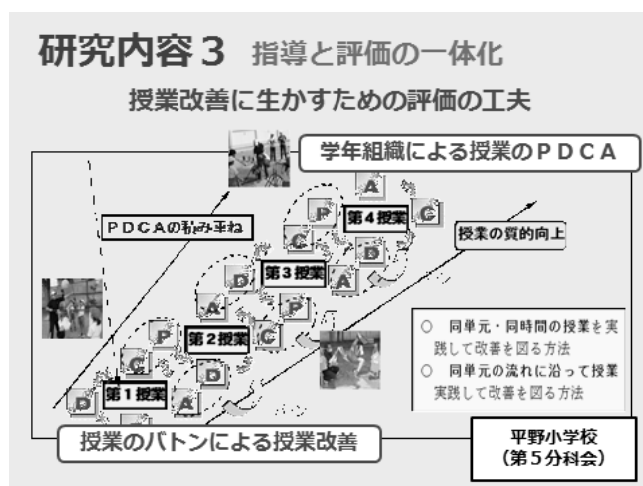 研究内容3 指導と評価の一体化
授業改善に生かすための評価の工夫
学年組織による授業のPDCA
A
P
第4授業
C
PDCAの積み重ね
C
D
授業の質的向上
第3授業
D
A
A
P
P
第2授業
C
C
D
第1授業
D
A
○ 同単元・同時間の授業を実
践して改善を図る方法
○ 同単元の流れに沿って授業
実践して改善を図る方法
授業のバトンによる授業改善
平野小学校
(第5分科会)